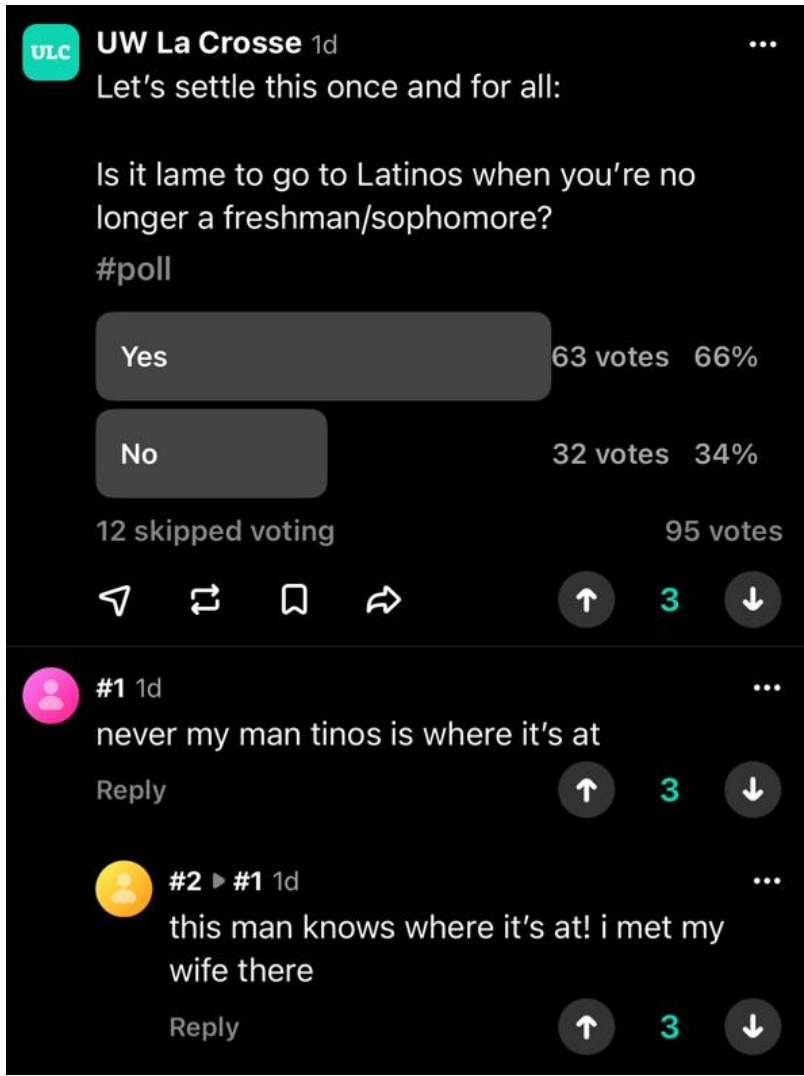 ULC
UW La Crosse 1d
Let's settle this once and for all:
Is it lame to go to Latinos when you're no
longer a freshman/sophomore?
#poll
Yes 63 votes 66%
No 32 votes 34%
12 skipped voting 95 votes
3
#1 1d
never my man tinos is where it's at
Reply 3
#2 ▸ #1 1d
this man knows where it's at! i met my
wife there
Reply 3